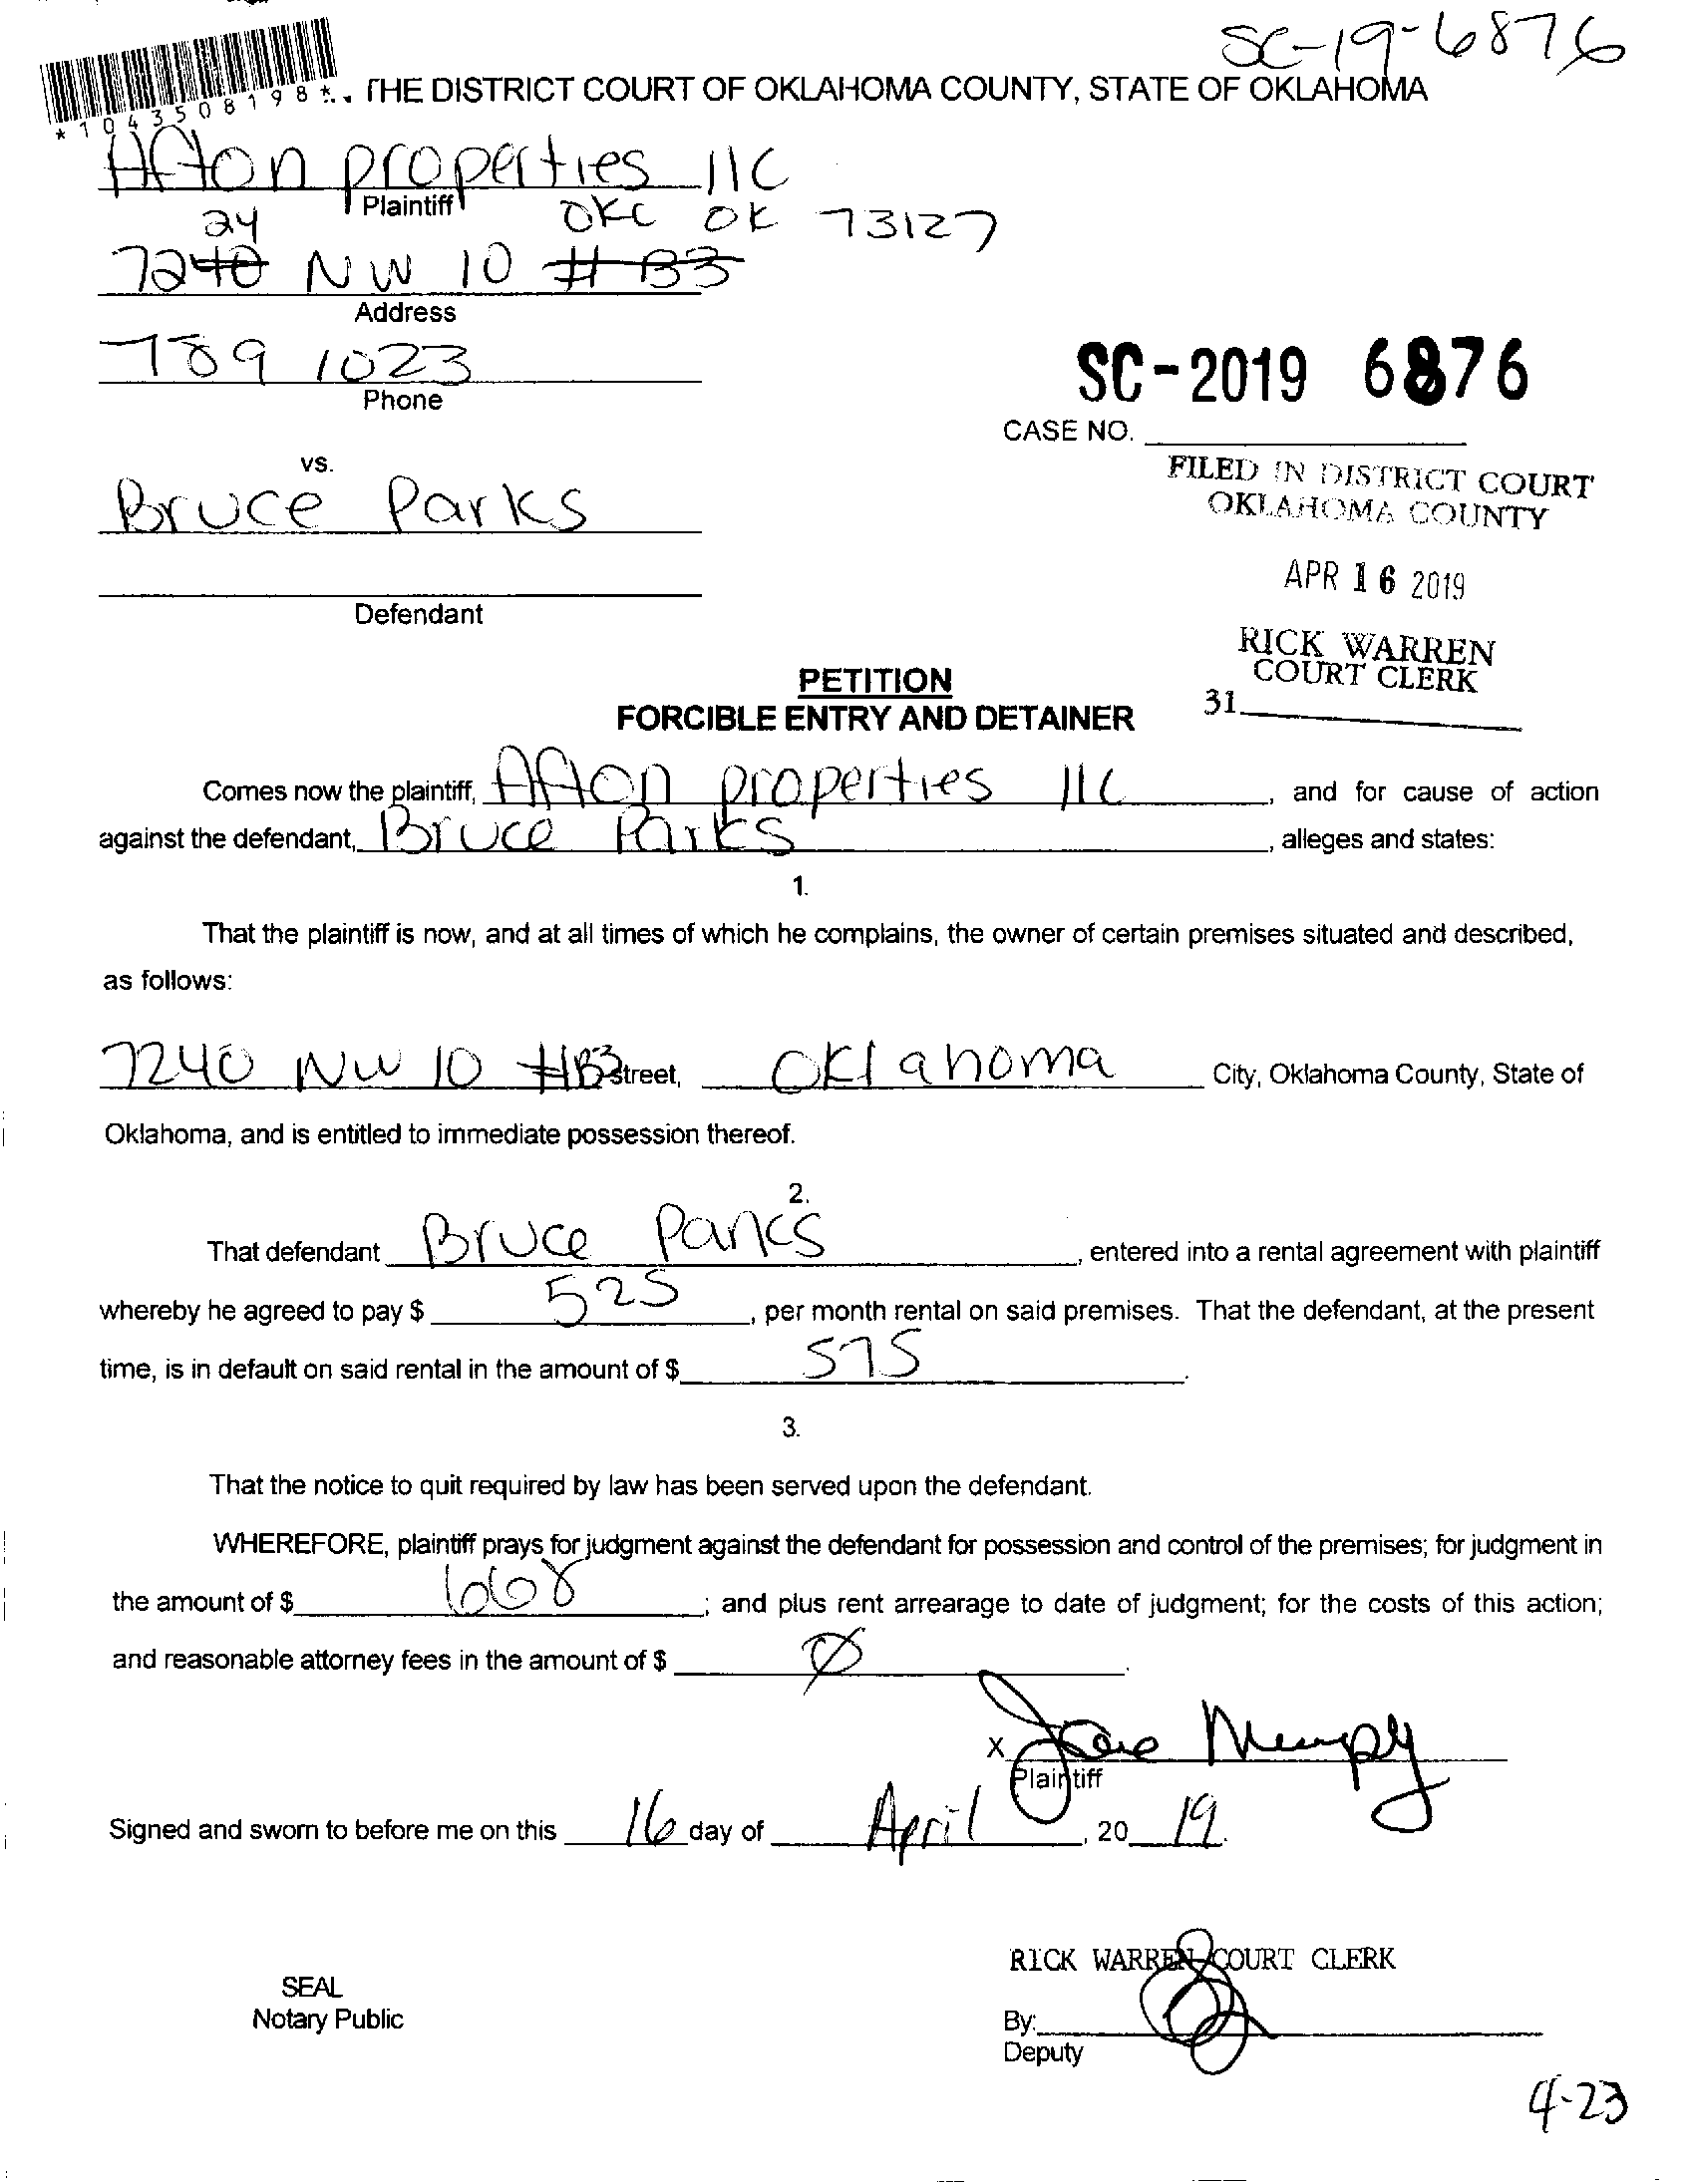 SC-19-6876
*1043508198*
THE DISTRICT COURT OF OKLAHOMA COUNTY, STATE OF OKLAHOMA
Afton properties llc
Plaintiff
24 OKC OK 73127
7240 NW 10 # B3
Address
789 1023
Phone
SC-2019 6876
CASE NO.
vs.
FILED IN DISTRICT COURT
OKLAHOMA COUNTY
Bruce Parks
APR 16 2019
Defendant
RICK WARREN
COURT CLERK
31
PETITION
FORCIBLE ENTRY AND DETAINER
Comes now the plaintiff, Afton properties llc, and for cause of action
against the defendant, Bruce Parks, alleges and states:
1.
That the plaintiff is now, and at all times of which he complains, the owner of certain premises situated and described,
as follows:
7240 NW 10 #B3 Street, Oklahoma City, Oklahoma County, State of
Oklahoma, and is entitled to immediate possession thereof.
2.
That defendant Bruce Parks, entered into a rental agreement with plaintiff
whereby he agreed to pay $ 525, per month rental on said premises. That the defendant, at the present
time, is in default on said rental in the amount of $ 575.
3.
That the notice to quit required by law has been served upon the defendant.
WHEREFORE, plaintiff prays for judgment against the defendant for possession and control of the premises; for judgment in
the amount of $ 668; and plus rent arrearage to date of judgment; for the costs of this action;
and reasonable attorney fees in the amount of $ Ø.
X
Plaintiff
Signed and sworn to before me on this 16 day of April, 20 19.
RICK WARREN COURT CLERK
SEAL
Notary Public
By:
Deputy
4-23